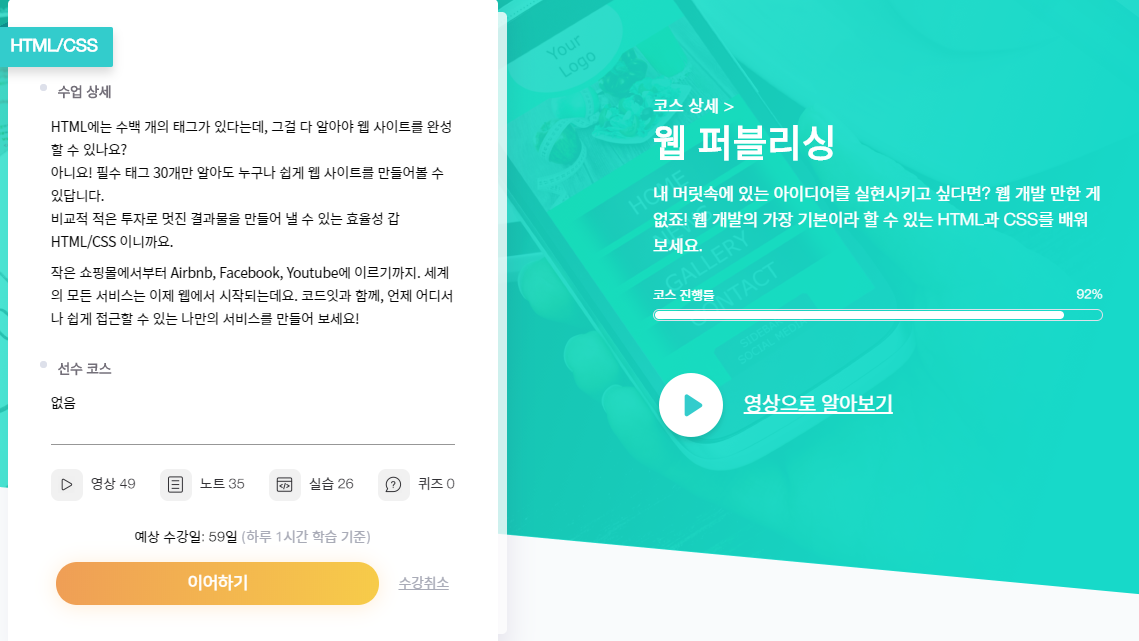 HTML/CSS
수업 상세
HTML에는 수백 개의 태그가 있다는데, 그걸 다 알아야 웹 사이트를 완성
할 수 있나요?
아니요! 필수 태그 30개만 알아도 누구나 쉽게 웹 사이트를 만들어볼 수
있답니다.
비교적 적은 투자로 멋진 결과물을 만들어 낼 수 있는 효율성 갑
HTML/CSS 이니까요.
작은 쇼핑몰에서부터 Airbnb, Facebook, Youtube에 이르기까지. 세계
의 모든 서비스는 이제 웹에서 시작되는데요. 코드잇과 함께, 언제 어디서
나 쉽게 접근할 수 있는 나만의 서비스를 만들어 보세요!
선수 코스
없음
영상 49 노트 35 실습 26 퀴즈 0
예상 수강일: 59일 (하루 1시간 학습 기준)
이어하기 수강취소
Your
Logo
코스 상세 >
웹 퍼블리싱
내 머릿속에 있는 아이디어를 실현시키고 싶다면? 웹 개발 만한 게
없죠! 웹 개발의 가장 기본이라 할 수 있는 HTML과 CSS를 배워
보세요.
코스 진행률 92%
영상으로 알아보기
HOME
GALLERY
CONTACT